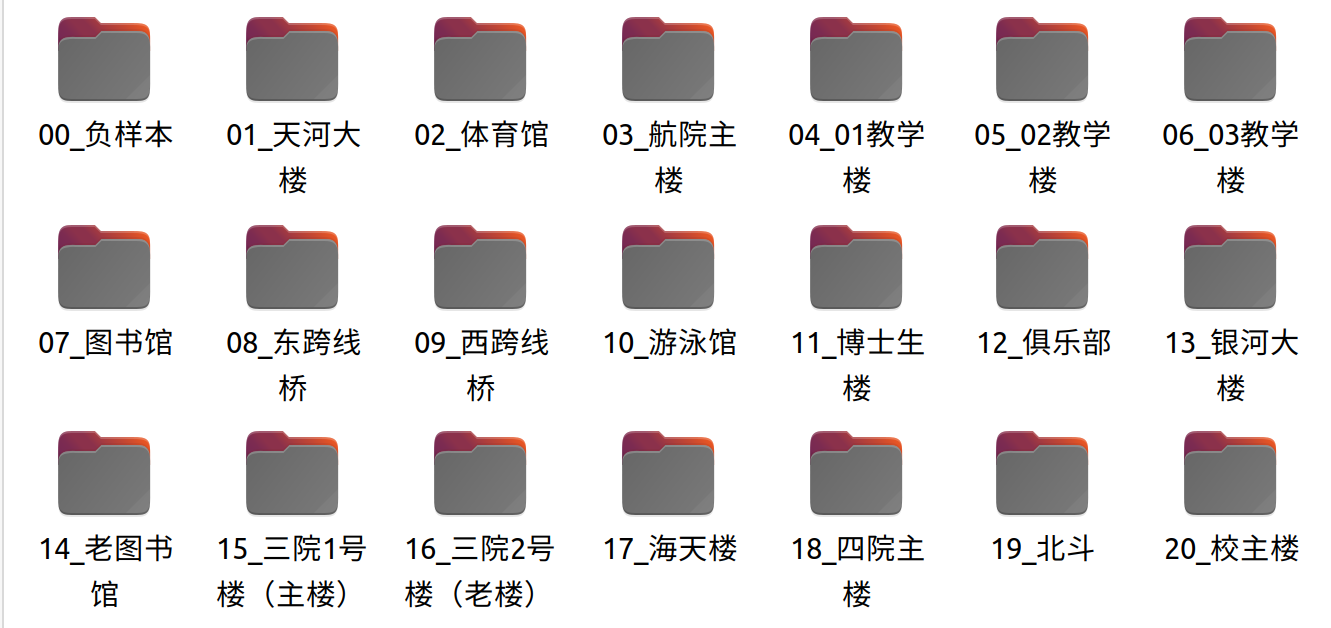 00_负样本
01_天河大
楼
02_体育馆
03_航院主
楼
04_01教学
楼
05_02教学
楼
06_03教学
楼
07_图书馆
08_东跨线
桥
09_西跨线
桥
10_游泳馆
11_博士生
楼
12_俱乐部
13_银河大
楼
14_老图书
馆
15_三院1号
楼（主楼）
16_三院2号
楼（老楼）
17_海天楼
18_四院主
楼
19_北斗
20_校主楼